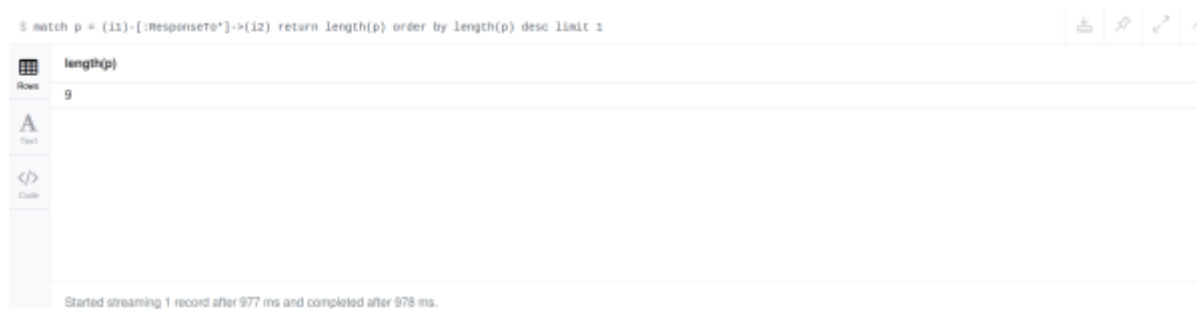 $ match p = (i1)-[:ResponseTo*]->(i2) return length(p) order by length(p) desc limit 1
length(p)
Rows
9
Text
Code
Started streaming 1 record after 977 ms and completed after 978 ms.